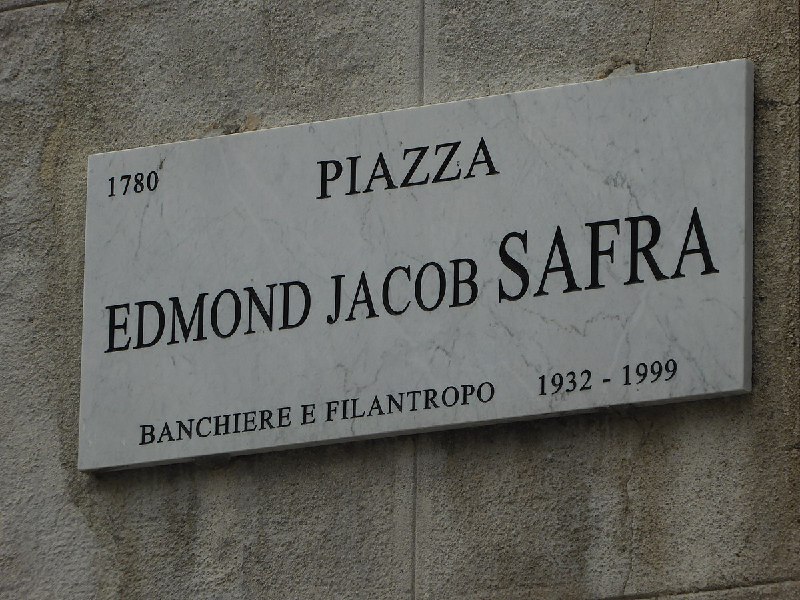 1780
PIAZZA
EDMOND JACOB SAFRA
BANCHIERE E FILANTROPO 1932 - 1999